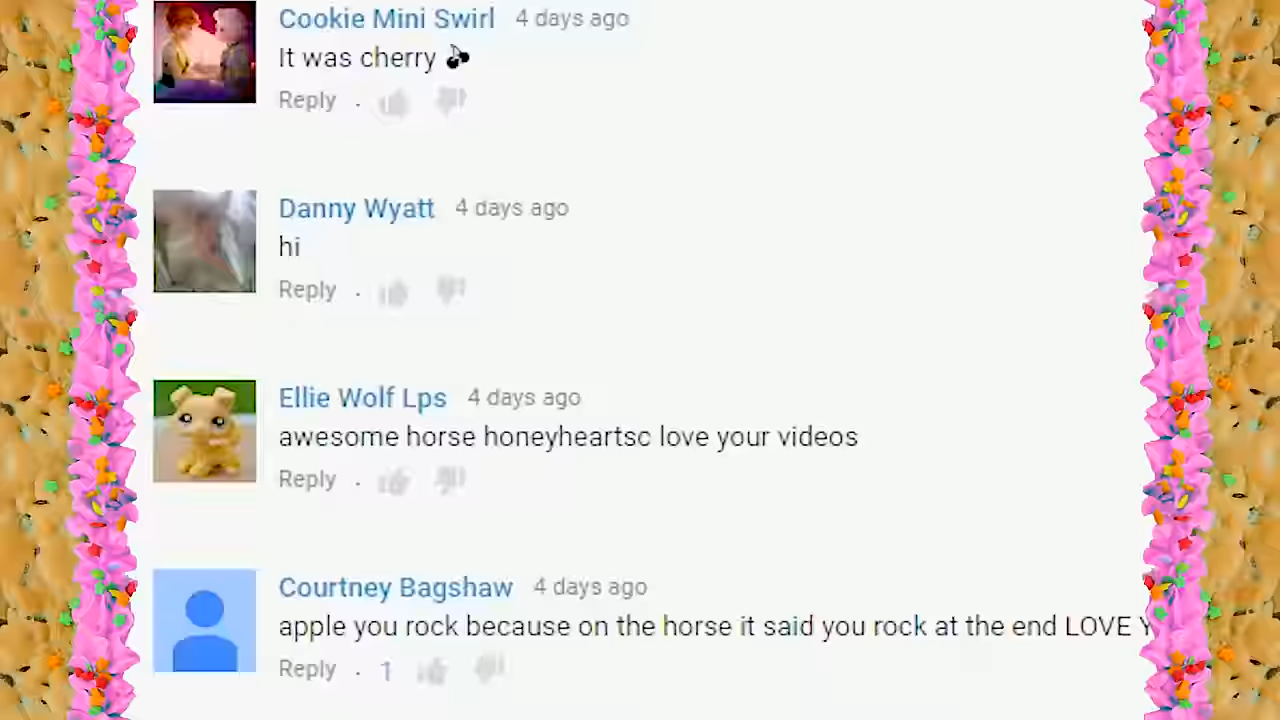 Cookie Mini Swirl 4 days ago
It was cherry 🍒
Reply .
Danny Wyatt 4 days ago
hi
Reply .
Ellie Wolf Lps 4 days ago
awesome horse honeyheartsc love your videos
Reply .
Courtney Bagshaw 4 days ago
apple you rock because on the horse it said you rock at the end LOVE
Reply . 1